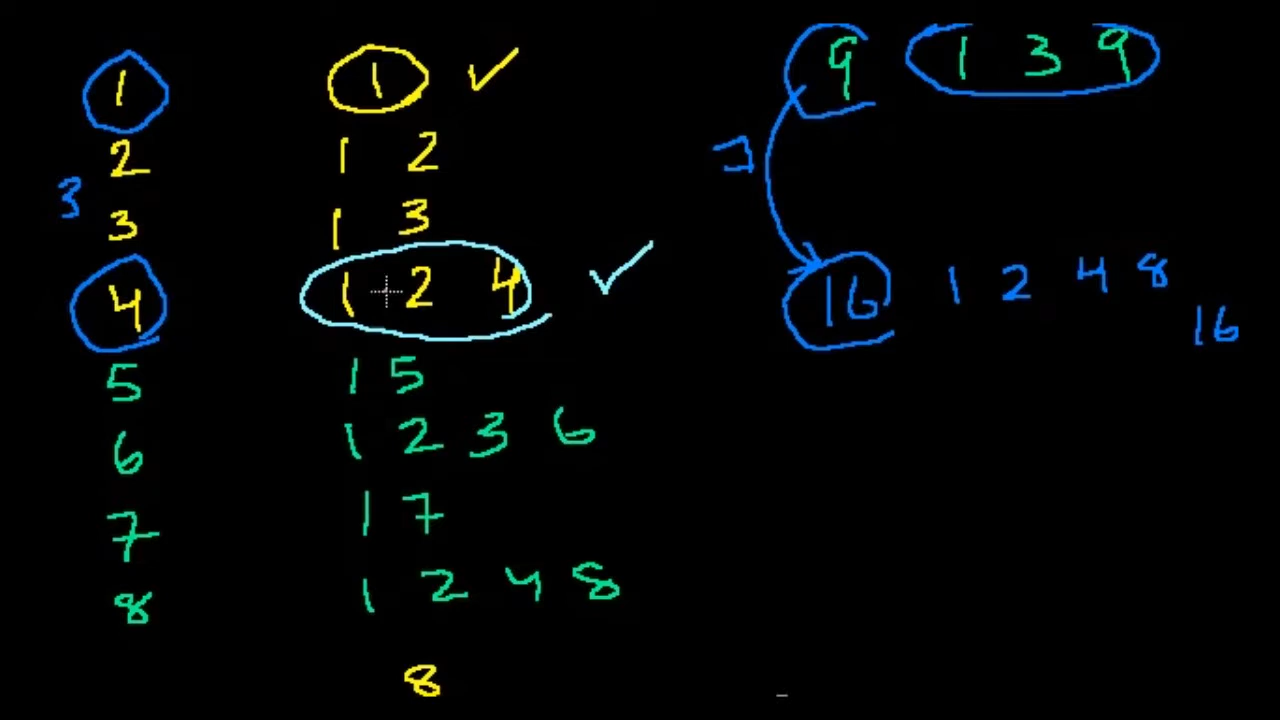 1 1 ✓
2 1 2
3
3 1 3
4 1 2 4 ✓
5 1 5
6 1 2 3 6
7 1 7
8 1 2 4 8
8
9 1 3 9
7
16 1 2 4 8
16